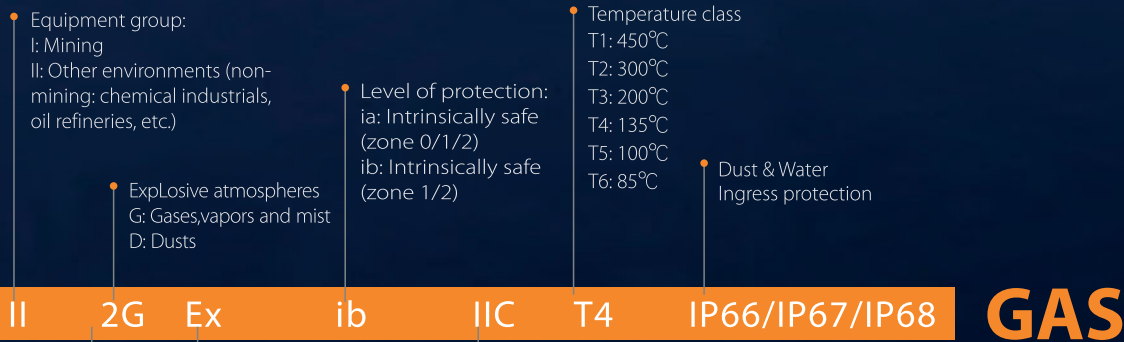 Equipment group:
I: Mining
II: Other environments (non-
mining: chemical industrials,
oil refineries, etc.)
ExpLosive atmospheres
G: Gases,vapors and mist
D: Dusts
Level of protection:
ia: Intrinsically safe
(zone 0/1/2)
ib: Intrinsically safe
(zone 1/2)
Temperature class
T1: 450℃
T2: 300℃
T3: 200℃
T4: 135℃
T5: 100℃
T6: 85℃
Dust & Water
Ingress protection
II 2G Ex ib IIC T4 IP66/IP67/IP68 GAS